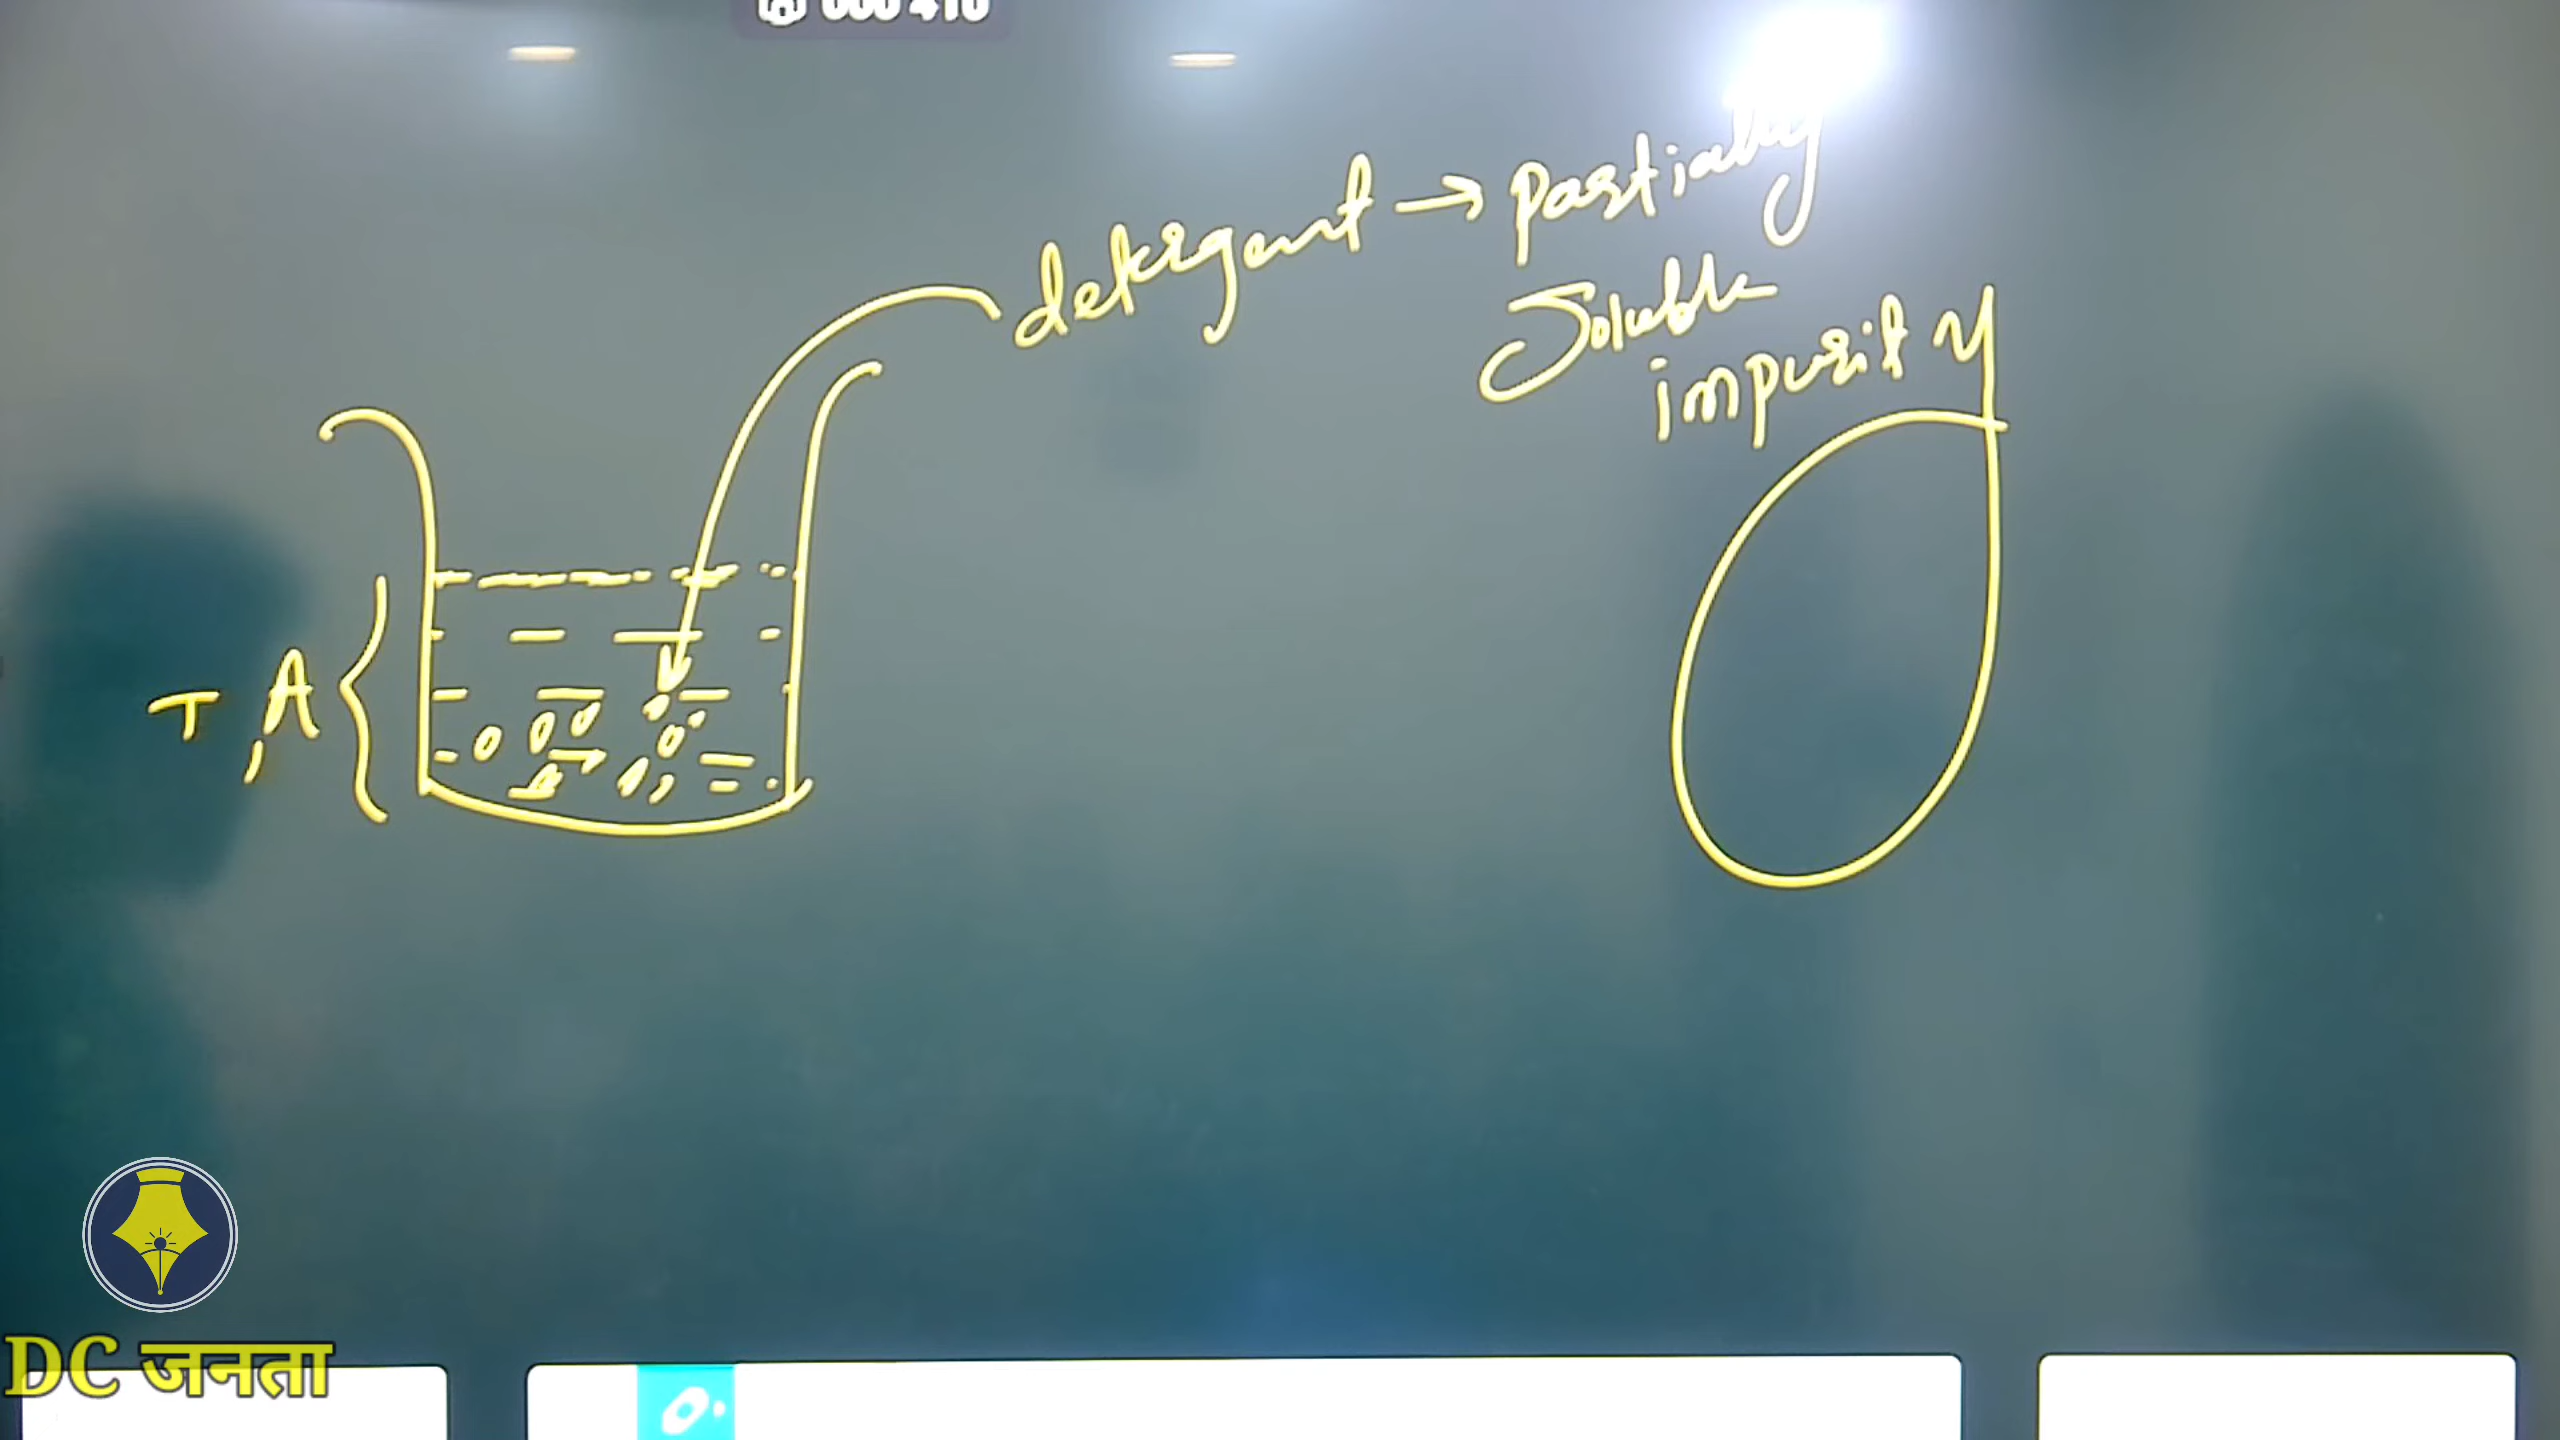 detergent → partially
Soluble
impurity
T, A
DC जनता